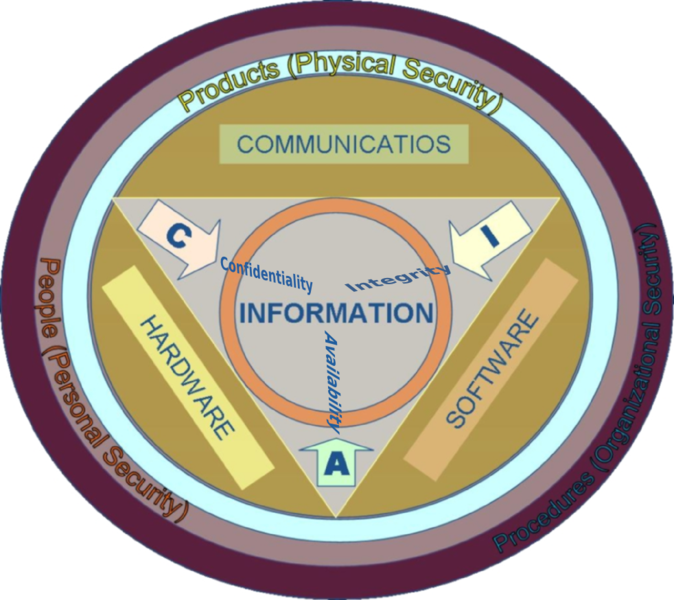 Products (Physical Security)
COMMUNICATIOS
C
I
Confidentiality
Integrity
INFORMATION
Availability
A
HARDWARE
SOFTWARE
People (Personal Security)
Procedures (Organizational Security)